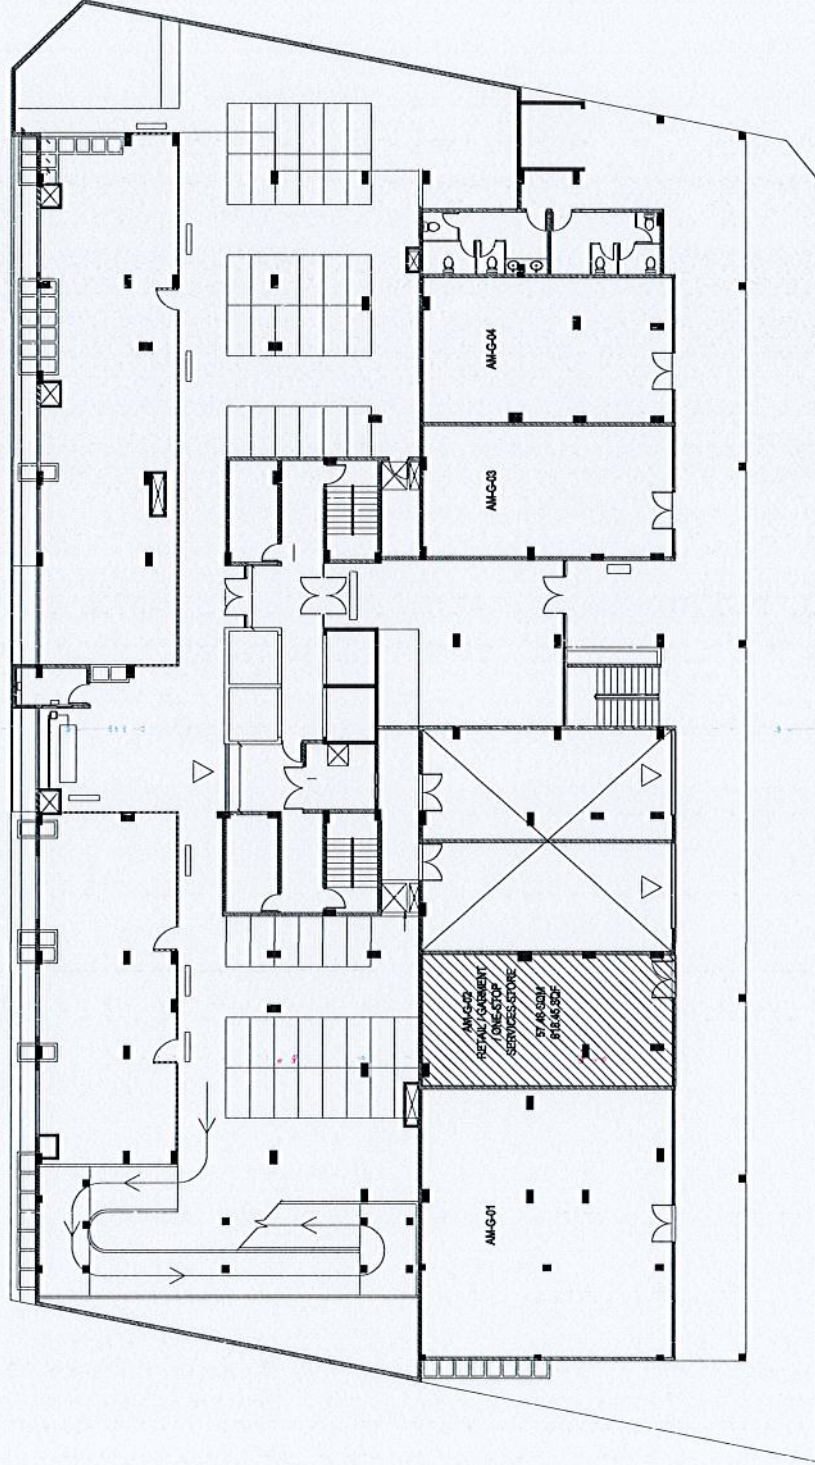 AM-G-04
AM-G-03
AM-G-02
RETAIL / GARMENT
/ ONE-STOP
SERVICES STORE
57.46 SQM
618.45 SQF
AM-G-01